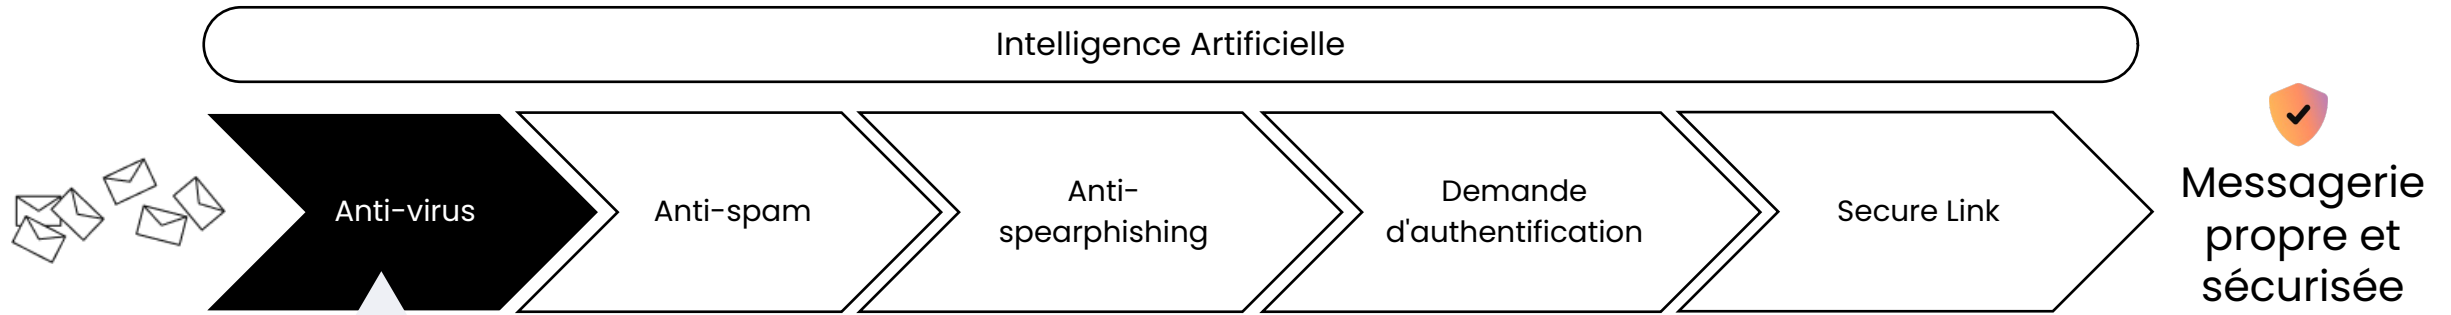 Intelligence Artificielle
Anti-virus
Anti-spam
Anti-
spearphishing
Demande
d'authentification
Secure Link
Messagerie
propre et
sécurisée